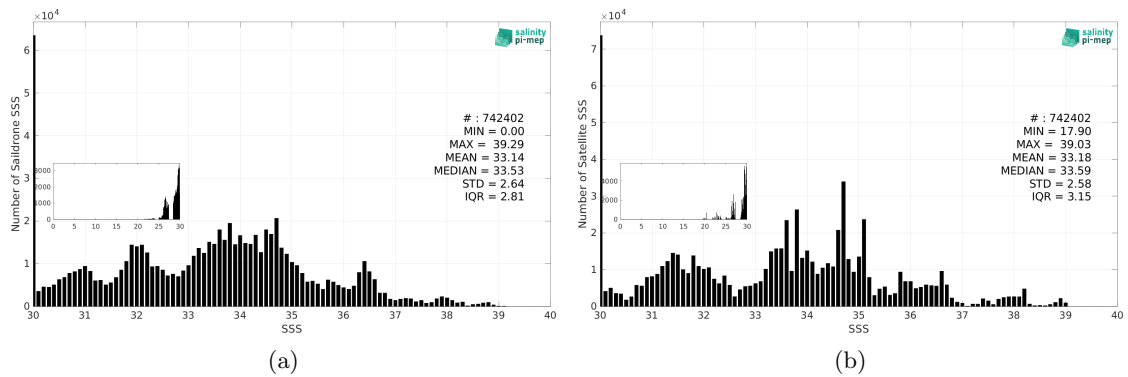 ×10⁴
6
5
4
3
2
1
0
Number of Saildrone SSS
salinity
pi-mep
# : 742402
MIN = 0.00
MAX = 39.29
MEAN = 33.14
MEDIAN = 33.53
STD = 2.64
IQR = 2.81
3000
2000
1000
0
0 5 10 15 20 25 30
30 31 32 33 34 35 36 37 38 39 40
SSS
(a)
×10⁴
7
6
5
4
3
2
1
0
Number of Satellite SSS
salinity
pi-mep
# : 742402
MIN = 17.90
MAX = 39.03
MEAN = 33.18
MEDIAN = 33.59
STD = 2.58
IQR = 3.15
4000
2000
0
0 5 10 15 20 25 30
30 31 32 33 34 35 36 37 38 39 40
SSS
(b)